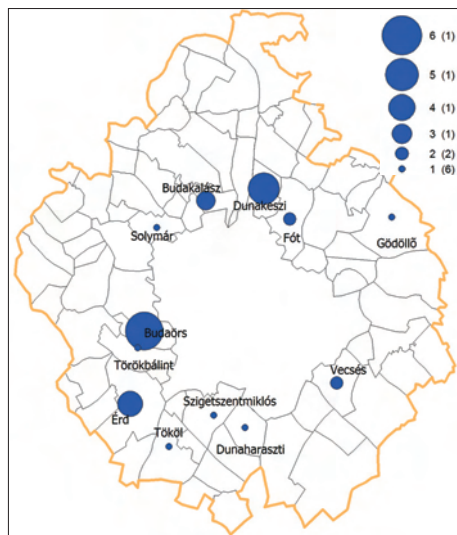 6 (1)
5 (1)
4 (1)
3 (1)
2 (2)
1 (6)
Budakalász
Dunakeszi
Solymár
Fót
Gödöllő
Budaörs
Törökbálint
Vecsés
Szigetszentmiklós
Érd
Tököl
Dunaharaszti